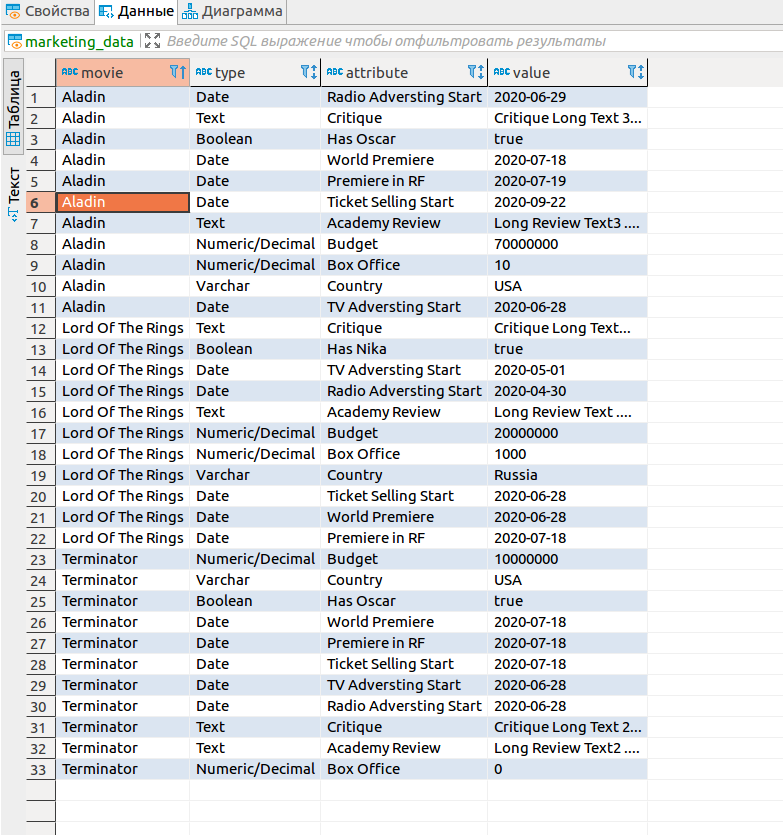 Свойства Данные Диаграмма
marketing_data Введите SQL выражение чтобы отфильтровать результаты
Таблица
Текст
ABC movie ABC type ABC attribute ABC value
1 Aladin Date Radio Adversting Start 2020-06-29
2 Aladin Text Critique Critique Long Text 3...
3 Aladin Boolean Has Oscar true
4 Aladin Date World Premiere 2020-07-18
5 Aladin Date Premiere in RF 2020-07-19
6 Aladin Date Ticket Selling Start 2020-09-22
7 Aladin Text Academy Review Long Review Text3 ....
8 Aladin Numeric/Decimal Budget 70000000
9 Aladin Numeric/Decimal Box Office 10
10 Aladin Varchar Country USA
11 Aladin Date TV Adversting Start 2020-06-28
12 Lord Of The Rings Text Critique Critique Long Text...
13 Lord Of The Rings Boolean Has Nika true
14 Lord Of The Rings Date TV Adversting Start 2020-05-01
15 Lord Of The Rings Date Radio Adversting Start 2020-04-30
16 Lord Of The Rings Text Academy Review Long Review Text ....
17 Lord Of The Rings Numeric/Decimal Budget 20000000
18 Lord Of The Rings Numeric/Decimal Box Office 1000
19 Lord Of The Rings Varchar Country Russia
20 Lord Of The Rings Date Ticket Selling Start 2020-06-28
21 Lord Of The Rings Date World Premiere 2020-06-28
22 Lord Of The Rings Date Premiere in RF 2020-07-18
23 Terminator Numeric/Decimal Budget 10000000
24 Terminator Varchar Country USA
25 Terminator Boolean Has Oscar true
26 Terminator Date World Premiere 2020-07-18
27 Terminator Date Premiere in RF 2020-07-18
28 Terminator Date Ticket Selling Start 2020-07-18
29 Terminator Date TV Adversting Start 2020-06-28
30 Terminator Date Radio Adversting Start 2020-06-28
31 Terminator Text Critique Critique Long Text 2...
32 Terminator Text Academy Review Long Review Text2 ....
33 Terminator Numeric/Decimal Box Office 0